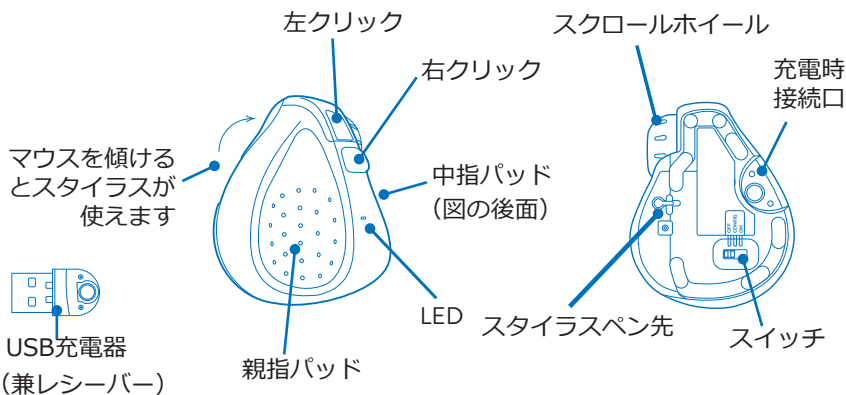 左クリック
右クリック
マウスを傾ける
とスタイラスが
使えます
中指パッド
（図の後面）
LED
親指パッド
USB充電器
（兼レシーバー）
スクロールホイール
充電時
接続口
OFF
CONFIG
ON
スタイラスペン先
スイッチ